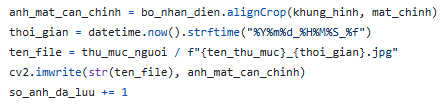 anh_mat_can_chinh = bo_nhan_dien.alignCrop(khung_hinh, mat_chinh)
thoi_gian = datetime.now().strftime("%Y%m%d_%H%M%S_%f")
ten_file = thu_muc_nguoi / f"{ten_thu_muc}_{thoi_gian}.jpg"
cv2.imwrite(str(ten_file), anh_mat_can_chinh)
so_anh_da_luu += 1